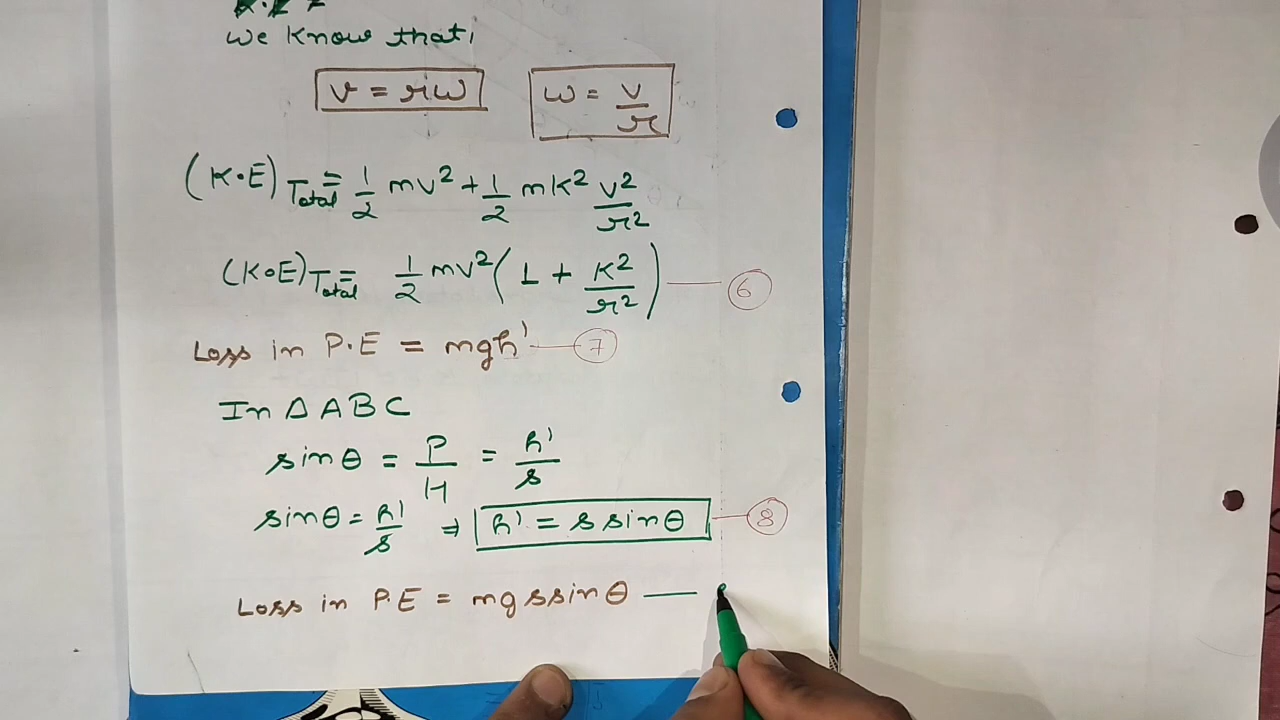 We know that,
v = rω    ω = v/r
(K.E) Total = 1/2 mv² + 1/2 mk² v²/r²
(K.E) Total = 1/2 mv² (1 + k²/r²) — 6
Loss in P.E = mgh' — 7
In Δ ABC
sinθ = P/H = h'/s
sinθ = h'/s ⇒ h' = s sinθ — 8
Loss in P.E = mg s sinθ —